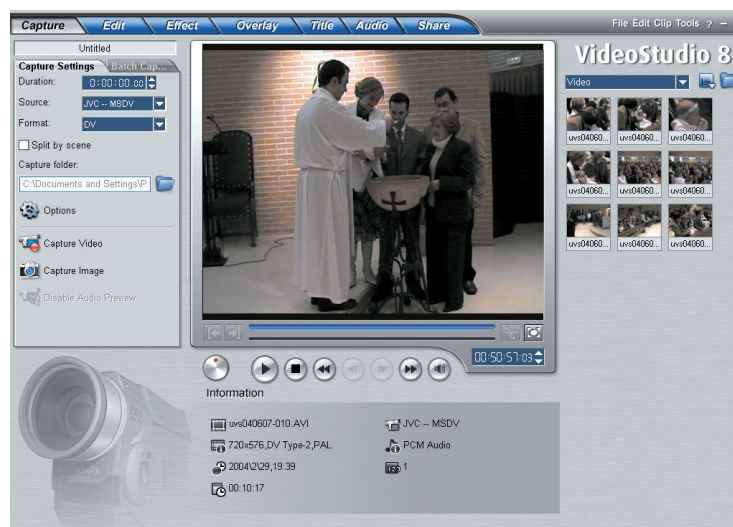 Capture Edit Effect Overlay Title Audio Share File Edit Clip Tools ? –
Untitled
VideoStudio 8
Capture Settings Batch Cap...
Duration: 0:00:00.00
Source: JVC -- MSDV
Format: DV
Split by scene
Capture folder:
C:\Documents and Settings\P
Options
Capture Video
Capture Image
Disable Audio Preview
Video
uvs04060... uvs04060... uvs04060...
uvs04060... uvs04060... uvs04060...
uvs04060... uvs04060... uvs04060...
00:50:57:03
Information
uvs040607-010.AVI JVC -- MSDV
720x576,DV Type-2,PAL PCM Audio
2004\2\29,19:39 1
00:10:17